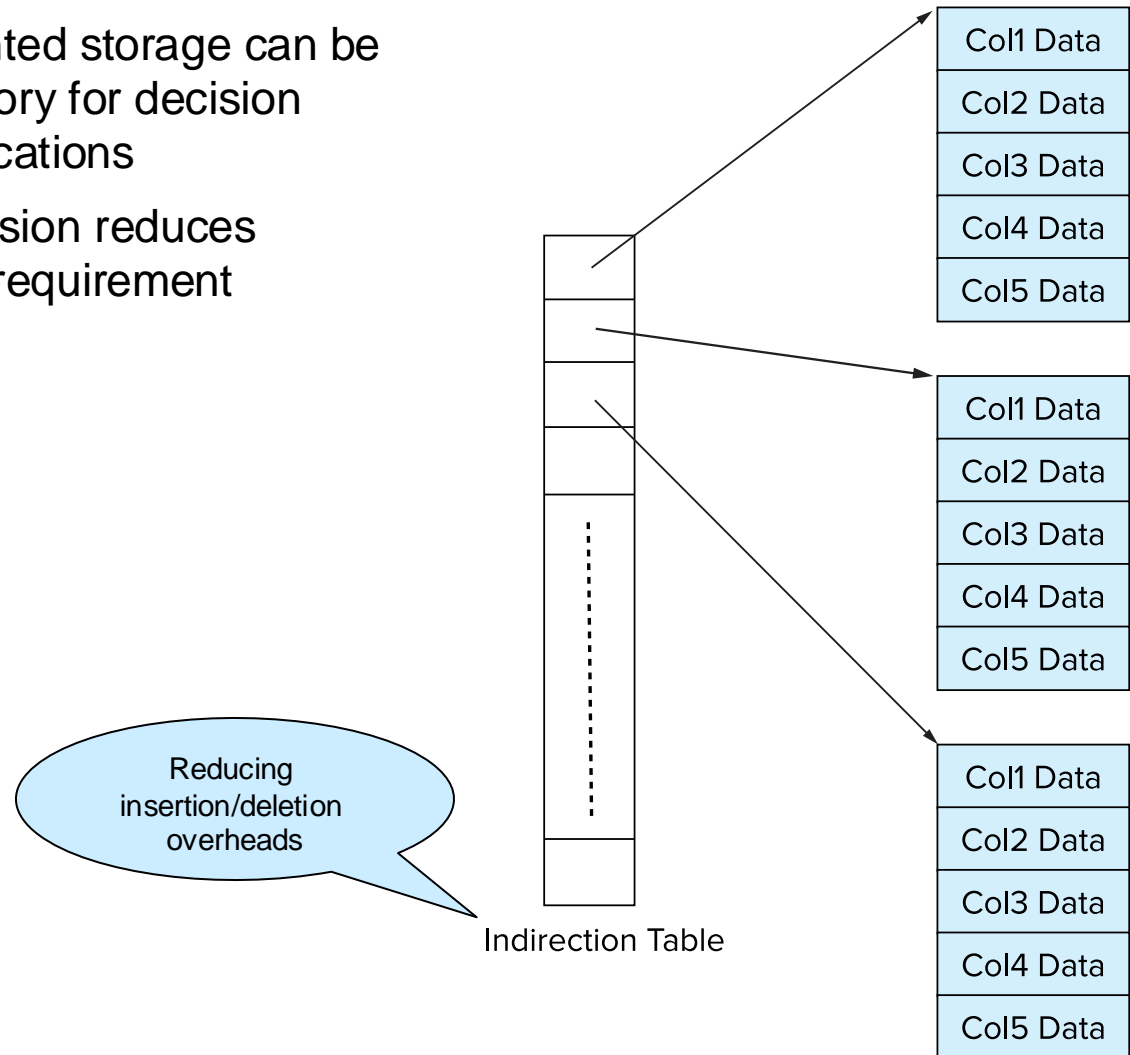 nted storage can be
ory for decision
cations
sion reduces
requirement
Col1 Data
Col2 Data
Col3 Data
Col4 Data
Col5 Data
Col1 Data
Col2 Data
Col3 Data
Col4 Data
Col5 Data
Reducing
insertion/deletion
overheads
Indirection Table
Col1 Data
Col2 Data
Col3 Data
Col4 Data
Col5 Data